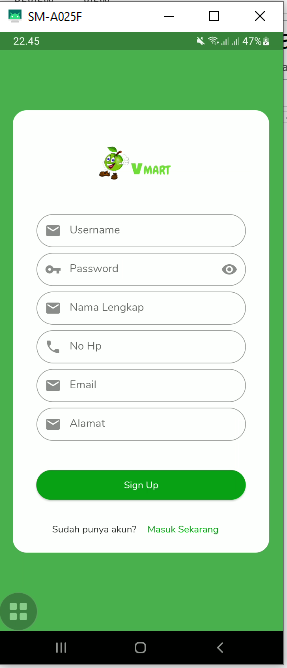 SM-A025F
22.45
47%
VMART
Username
Password
Nama Lengkap
No Hp
Email
Alamat
Sign Up
Sudah punya akun? Masuk Sekarang